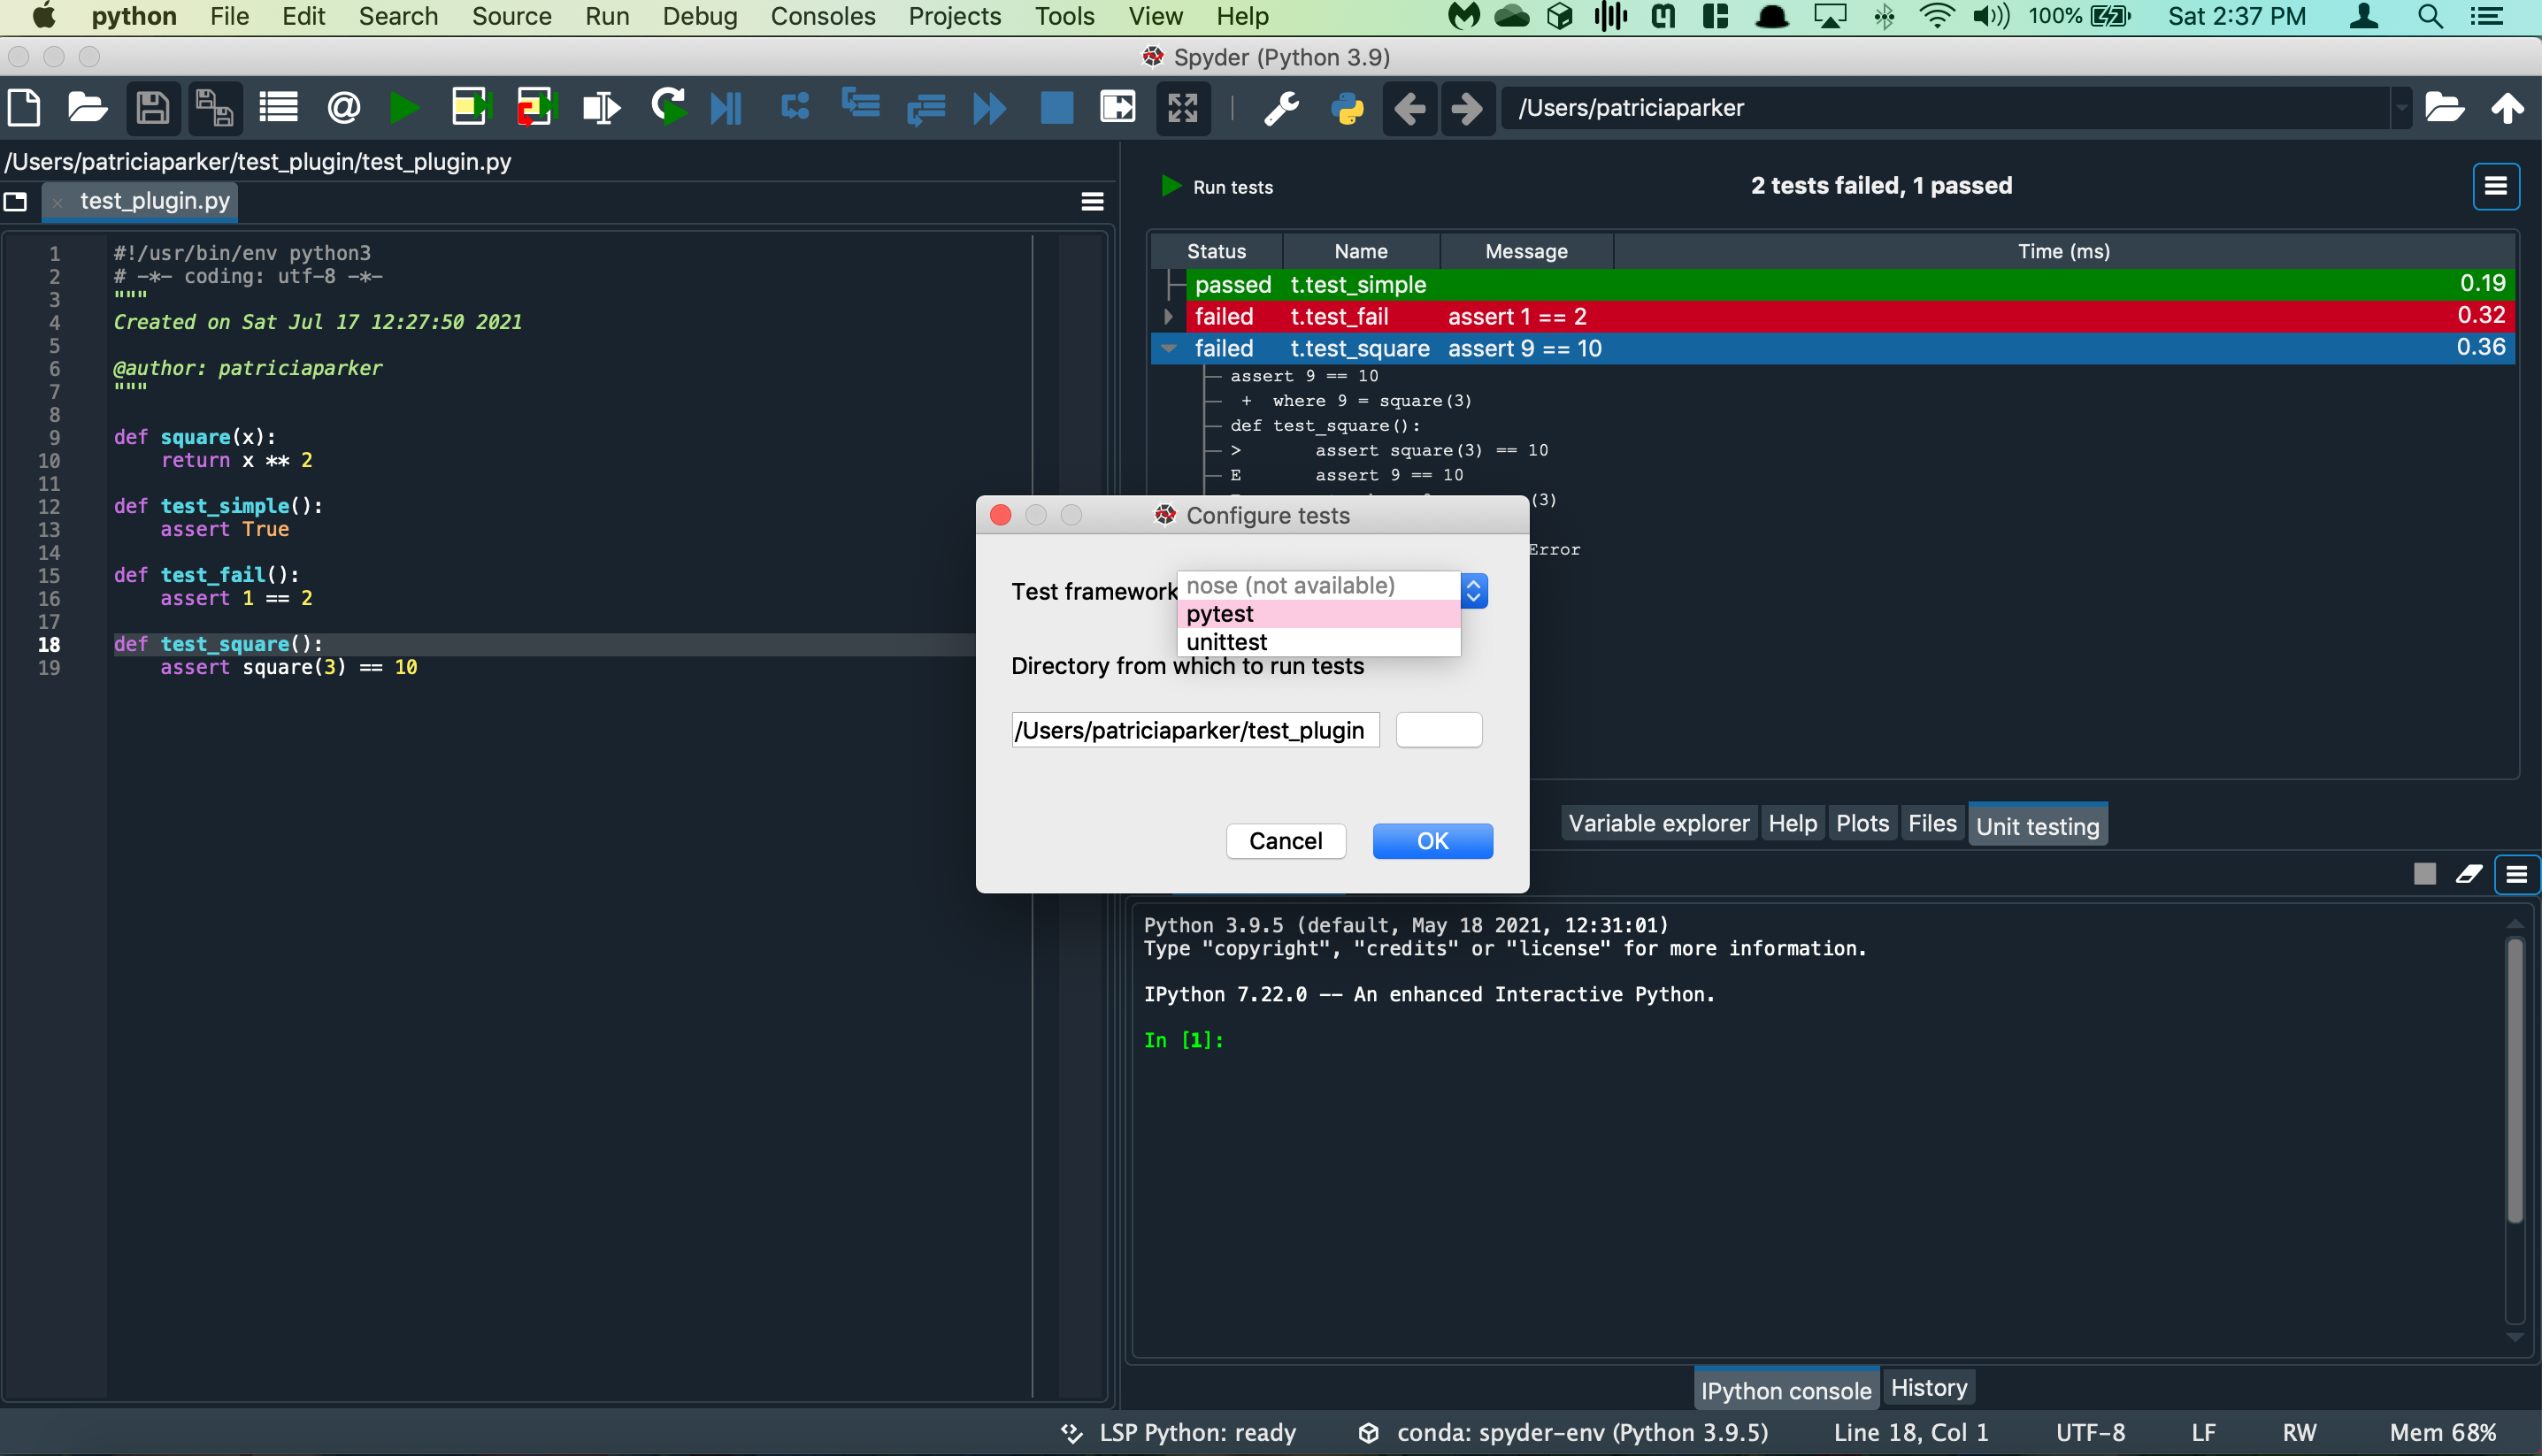 python File Edit Search Source Run Debug Consoles Projects Tools View Help 100% Sat 2:37 PM
Spyder (Python 3.9)
/Users/patriciaparker
/Users/patriciaparker/test_plugin/test_plugin.py
test_plugin.py
1 #!/usr/bin/env python3
2 # -*- coding: utf-8 -*-
3 """
4 Created on Sat Jul 17 12:27:50 2021
5
6 @author: patriciaparker
7 """
8
9 def square(x):
10 return x ** 2
11
12 def test_simple():
13 assert True
14
15 def test_fail():
16 assert 1 == 2
17
18 def test_square():
19 assert square(3) == 10
Run tests 2 tests failed, 1 passed
Status Name Message Time (ms)
passed t.test_simple 0.19
failed t.test_fail assert 1 == 2 0.32
failed t.test_square assert 9 == 10 0.36
assert 9 == 10
+ where 9 = square(3)
def test_square():
> assert square(3) == 10
E assert 9 == 10
(3)
Error
Configure tests
Test framework
nose (not available)
pytest
unittest
Directory from which to run tests
/Users/patriciaparker/test_plugin
Cancel OK
Variable explorer Help Plots Files Unit testing
Python 3.9.5 (default, May 18 2021, 12:31:01)
Type "copyright", "credits" or "license" for more information.
IPython 7.22.0 -- An enhanced Interactive Python.
In [1]:
IPython console History
LSP Python: ready conda: spyder-env (Python 3.9.5) Line 18, Col 1 UTF-8 LF RW Mem 68%